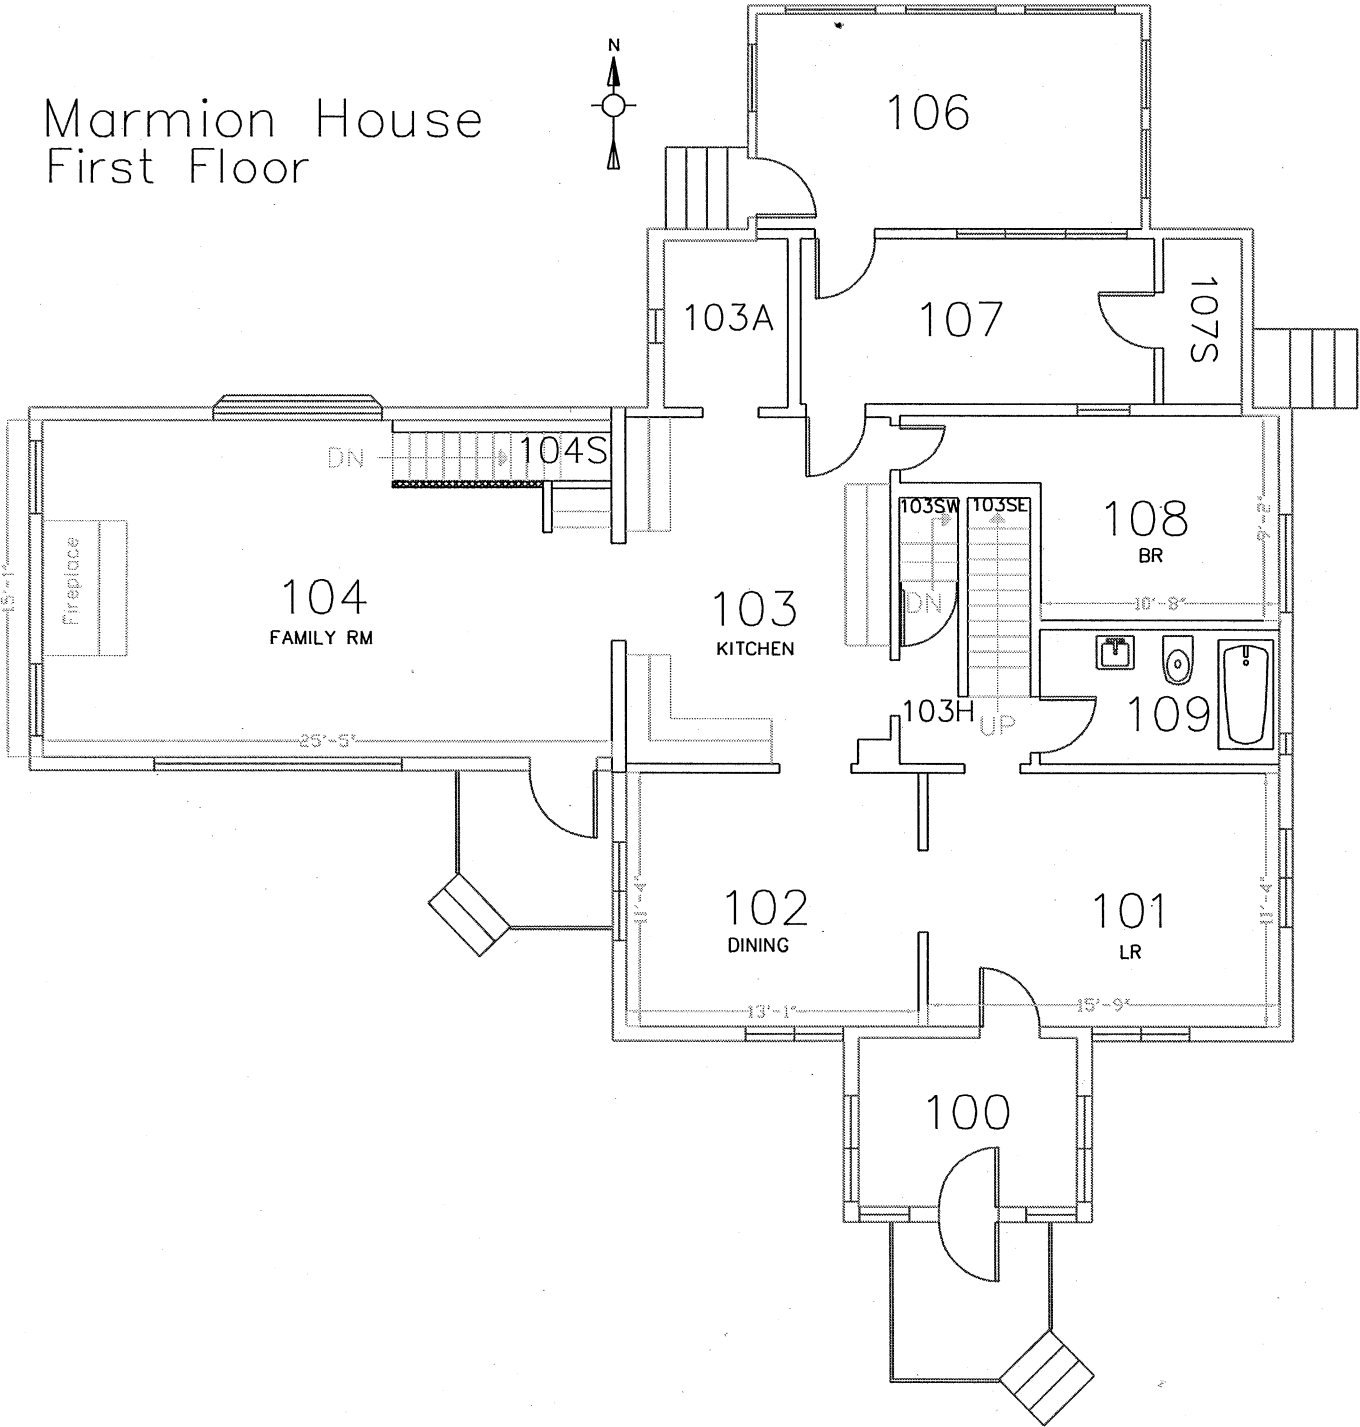 N
Marmion House
First Floor
106
103A
107
107S
DN
104S
103SW
103SE
108
BR
9'-2"
10'-8"
Fireplace
15'-1"
104
FAMILY RM
103
KITCHEN
DN
103H
UP
109
25'-5"
102
DINING
11'-4"
13'-1"
101
LR
11'-4"
15'-9"
100